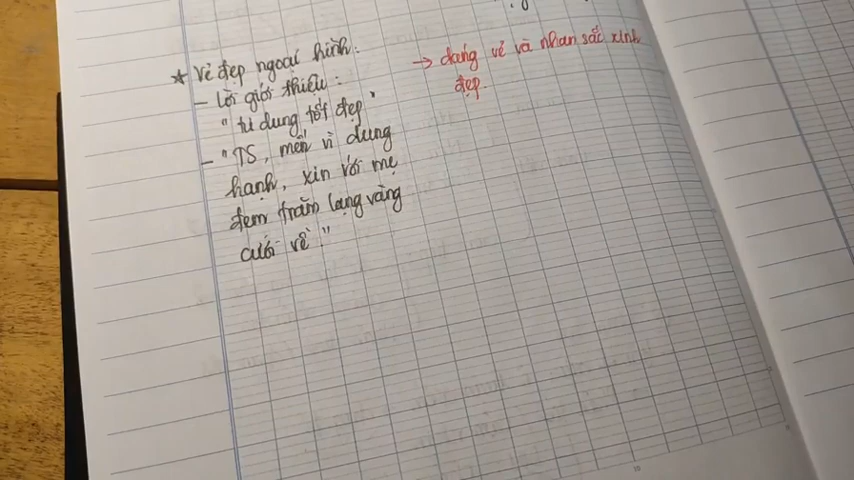 * Vẻ đẹp ngoại hình:
- Lời giới thiệu:
" tư dung tốt đẹp "
- " TS, mến vì dung
hạnh, xin với mẹ
đem trăm lạng vàng
cưới về "
→ dáng vẻ và nhan sắc xinh
đẹp.